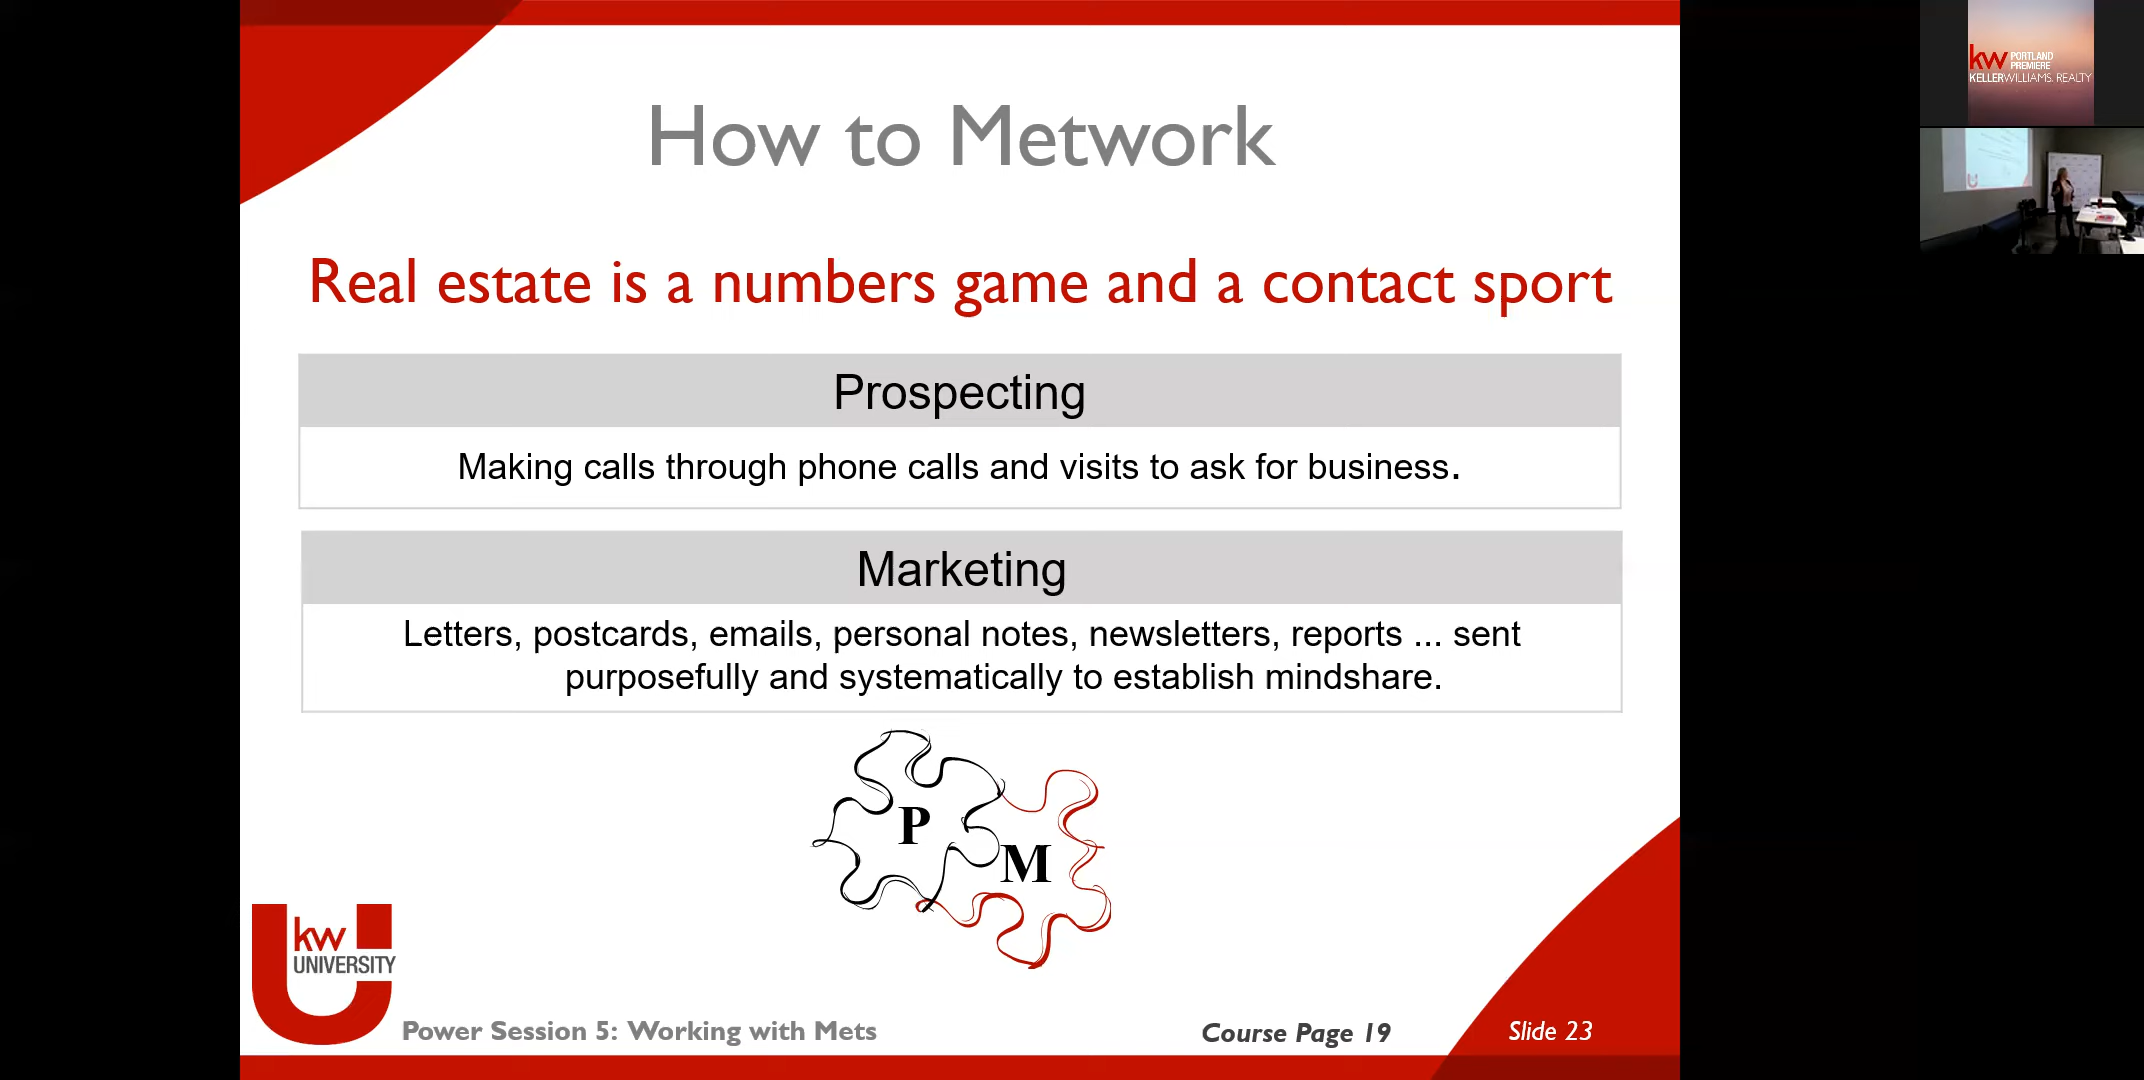 How to Metwork
Real estate is a numbers game and a contact sport
Prospecting
Making calls through phone calls and visits to ask for business.
Marketing
Letters, postcards, emails, personal notes, newsletters, reports ... sent
purposefully and systematically to establish mindshare.
P
M
kw
UNIVERSITY
Power Session 5: Working with Mets
Course Page 19
Slide 23
kw PORTLAND
PREMIERE
KELLERWILLIAMS. REALTY